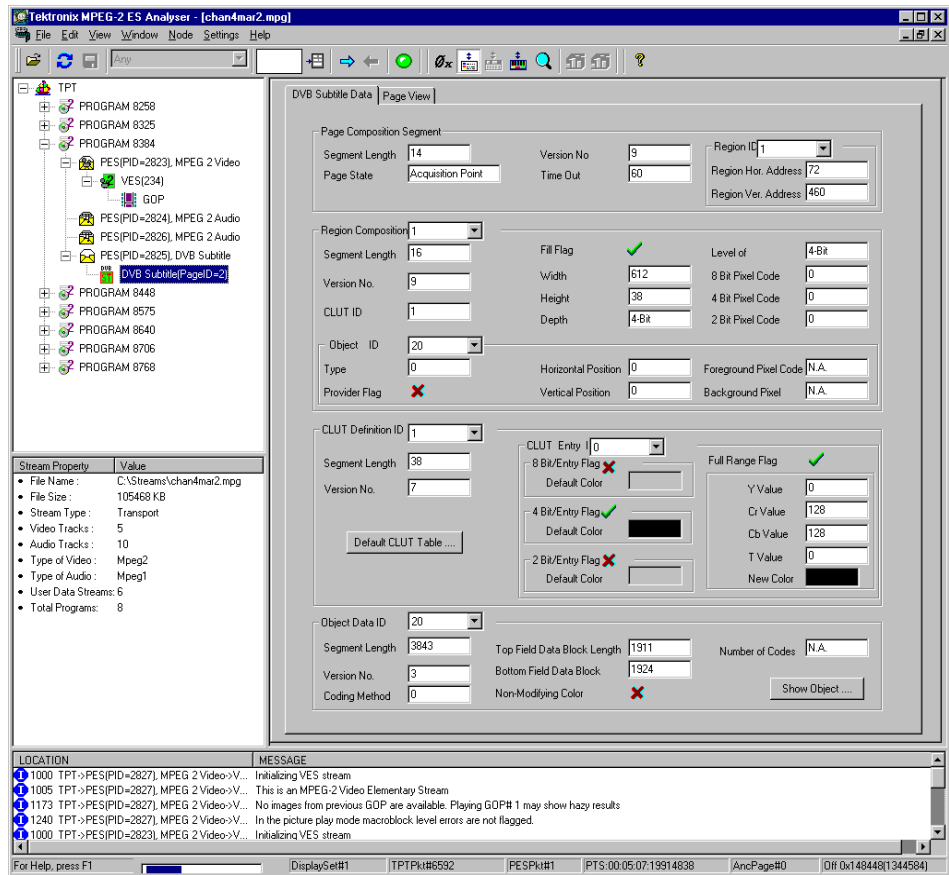 Tektronix MPEG-2 ES Analyser - [chan4mar2.mpg]
File Edit View Window Node Settings Help
Any
TPT
PROGRAM 8258
PROGRAM 8325
PROGRAM 8384
PES(PID=2823), MPEG 2 Video
VES(234)
GOP
PES(PID=2824), MPEG 2 Audio
PES(PID=2826), MPEG 2 Audio
PES(PID=2825), DVB Subtitle
DVB Subtitle(PageID=2)
PROGRAM 8448
PROGRAM 8575
PROGRAM 8640
PROGRAM 8706
PROGRAM 8768
Stream Property Value
File Name : C:\Streams\chan4mar2.mpg
File Size : 105468 KB
Stream Type : Transport
Video Tracks : 5
Audio Tracks : 10
Type of Video : Mpeg2
Type of Audio : Mpeg1
User Data Streams: 6
Total Programs: 8
DVB Subtitle Data Page View
Page Composition Segment
Segment Length 14 Version No 9 Region ID 1
Page State Acquisition Point Time Out 60 Region Hor. Address 72
Region Ver. Address 460
Region Composition 1
Segment Length 16 Fill Flag Level of 4-Bit
Version No. 9 Width 612 8 Bit Pixel Code 0
Height 38 4 Bit Pixel Code 0
CLUT ID 1 Depth 4-Bit 2 Bit Pixel Code 0
Object ID 20
Type 0 Horizontal Position 0 Foreground Pixel Code N.A.
Provider Flag Vertical Position 0 Background Pixel N.A.
CLUT Definition ID 1
Segment Length 38
Version No. 7
Default CLUT Table ....
CLUT Entry I 0
8 Bit/Entry Flag
Default Color
4 Bit/Entry Flag
Default Color
2 Bit/Entry Flag
Default Color
Full Range Flag
Y Value 0
Cr Value 128
Cb Value 128
T Value 0
New Color
Object Data ID 20
Segment Length 3843 Top Field Data Block Length 1911 Number of Codes N.A.
Version No. 3 Bottom Field Data Block 1924
Coding Method 0 Non-Modifying Color Show Object ....
LOCATION MESSAGE
1000 TPT->PES(PID=2827), MPEG 2 Video->V... Initializing VES stream
1005 TPT->PES(PID=2827), MPEG 2 Video->V... This is an MPEG-2 Video Elementary Stream
1173 TPT->PES(PID=2827), MPEG 2 Video->V... No images from previous GOP are available. Playing GOP# 1 may show hazy results
1240 TPT->PES(PID=2827), MPEG 2 Video->V... In the picture play mode macroblock level errors are not flagged.
1000 TPT->PES(PID=2823), MPEG 2 Video->V... Initializing VES stream
For Help, press F1 DisplaySet#1 TPTPkt#6592 PESPkt#1 PTS:00:05:07:19914838 AncPage#0 Off 0x148448(1344584)